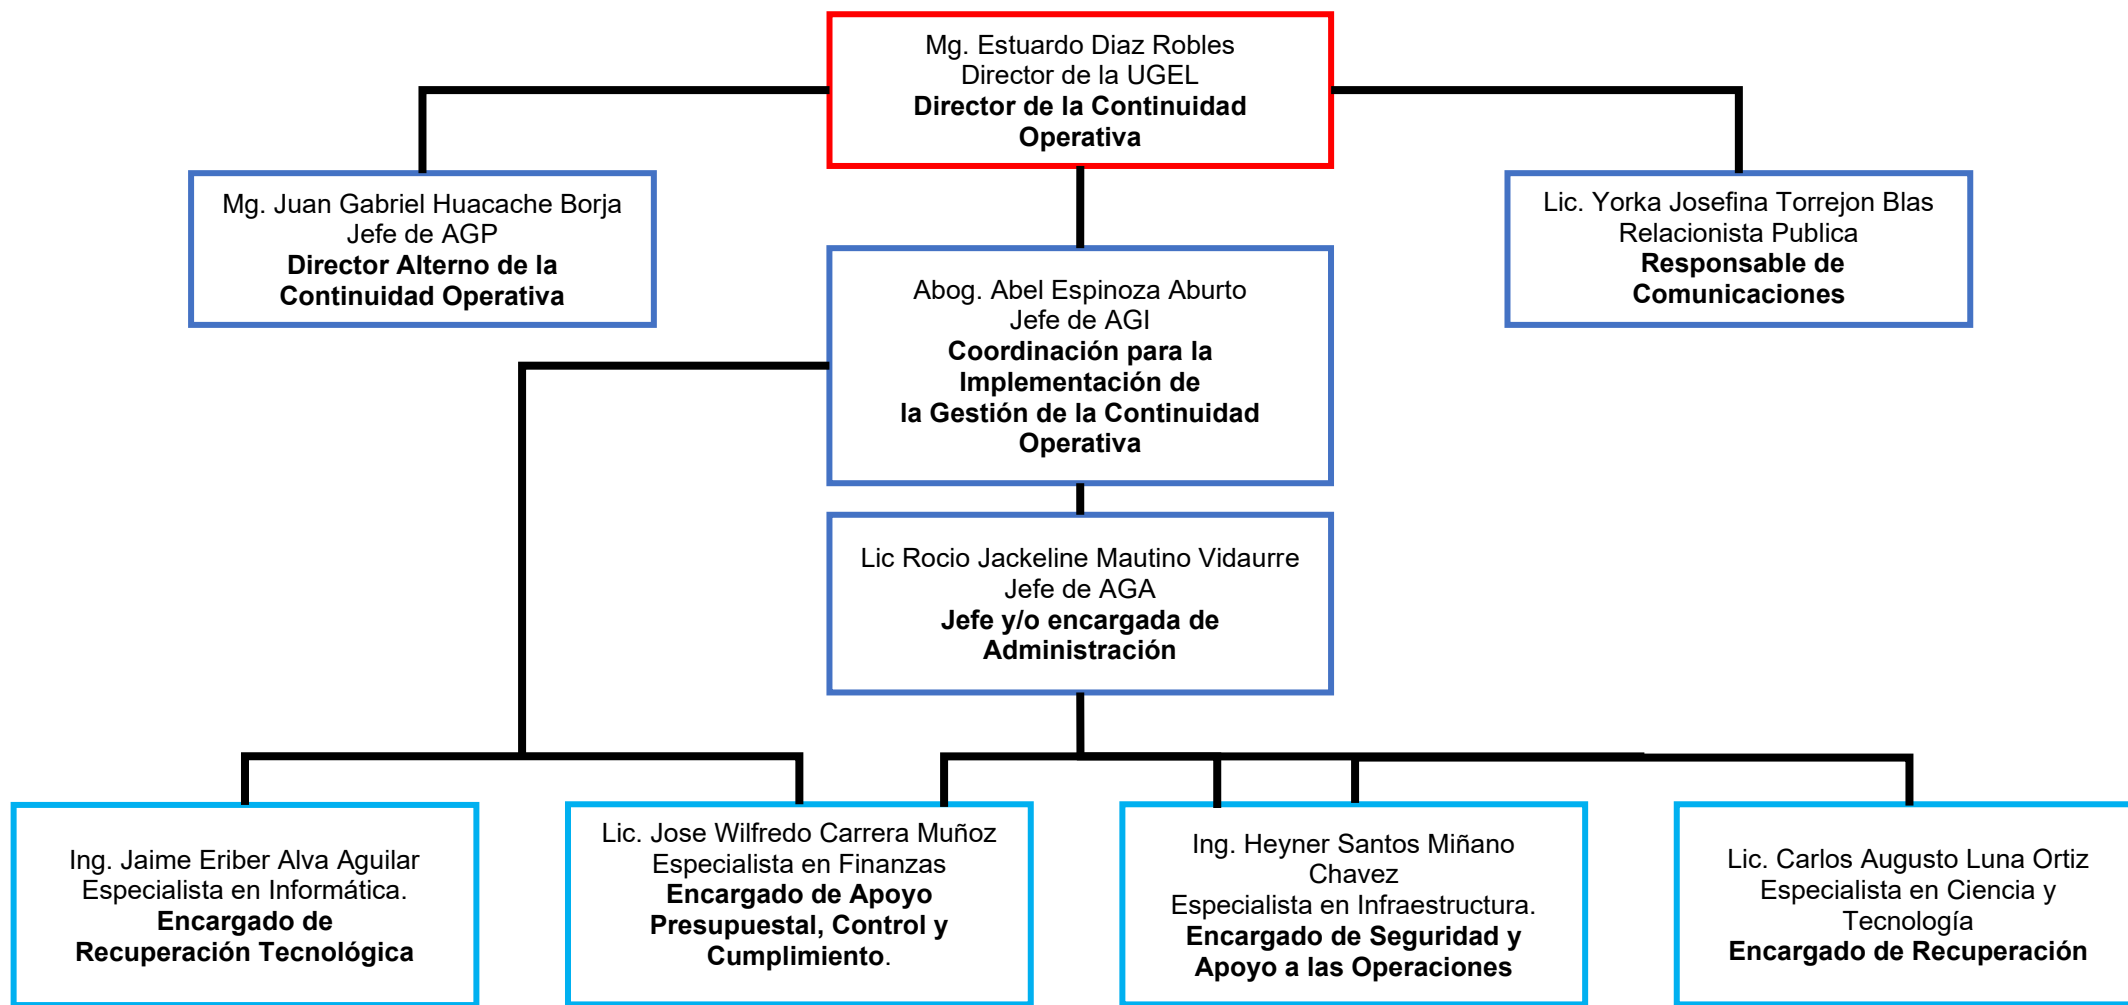 Mg. Estuardo Diaz Robles
Director de la UGEL
Director de la Continuidad
Operativa
Mg. Juan Gabriel Huacache Borja
Jefe de AGP
Director Alterno de la
Continuidad Operativa
Lic. Yorka Josefina Torrejon Blas
Relacionista Publica
Responsable de
Comunicaciones
Abog. Abel Espinoza Aburto
Jefe de AGI
Coordinación para la
Implementación de
la Gestión de la Continuidad
Operativa
Lic Rocio Jackeline Mautino Vidaurre
Jefe de AGA
Jefe y/o encargada de
Administración
Ing. Jaime Eriber Alva Aguilar
Especialista en Informática.
Encargado de
Recuperación Tecnológica
Lic. Jose Wilfredo Carrera Muñoz
Especialista en Finanzas
Encargado de Apoyo
Presupuestal, Control y
Cumplimiento.
Ing. Heyner Santos Miñano
Chavez
Especialista en Infraestructura.
Encargado de Seguridad y
Apoyo a las Operaciones
Lic. Carlos Augusto Luna Ortiz
Especialista en Ciencia y
Tecnología
Encargado de Recuperación